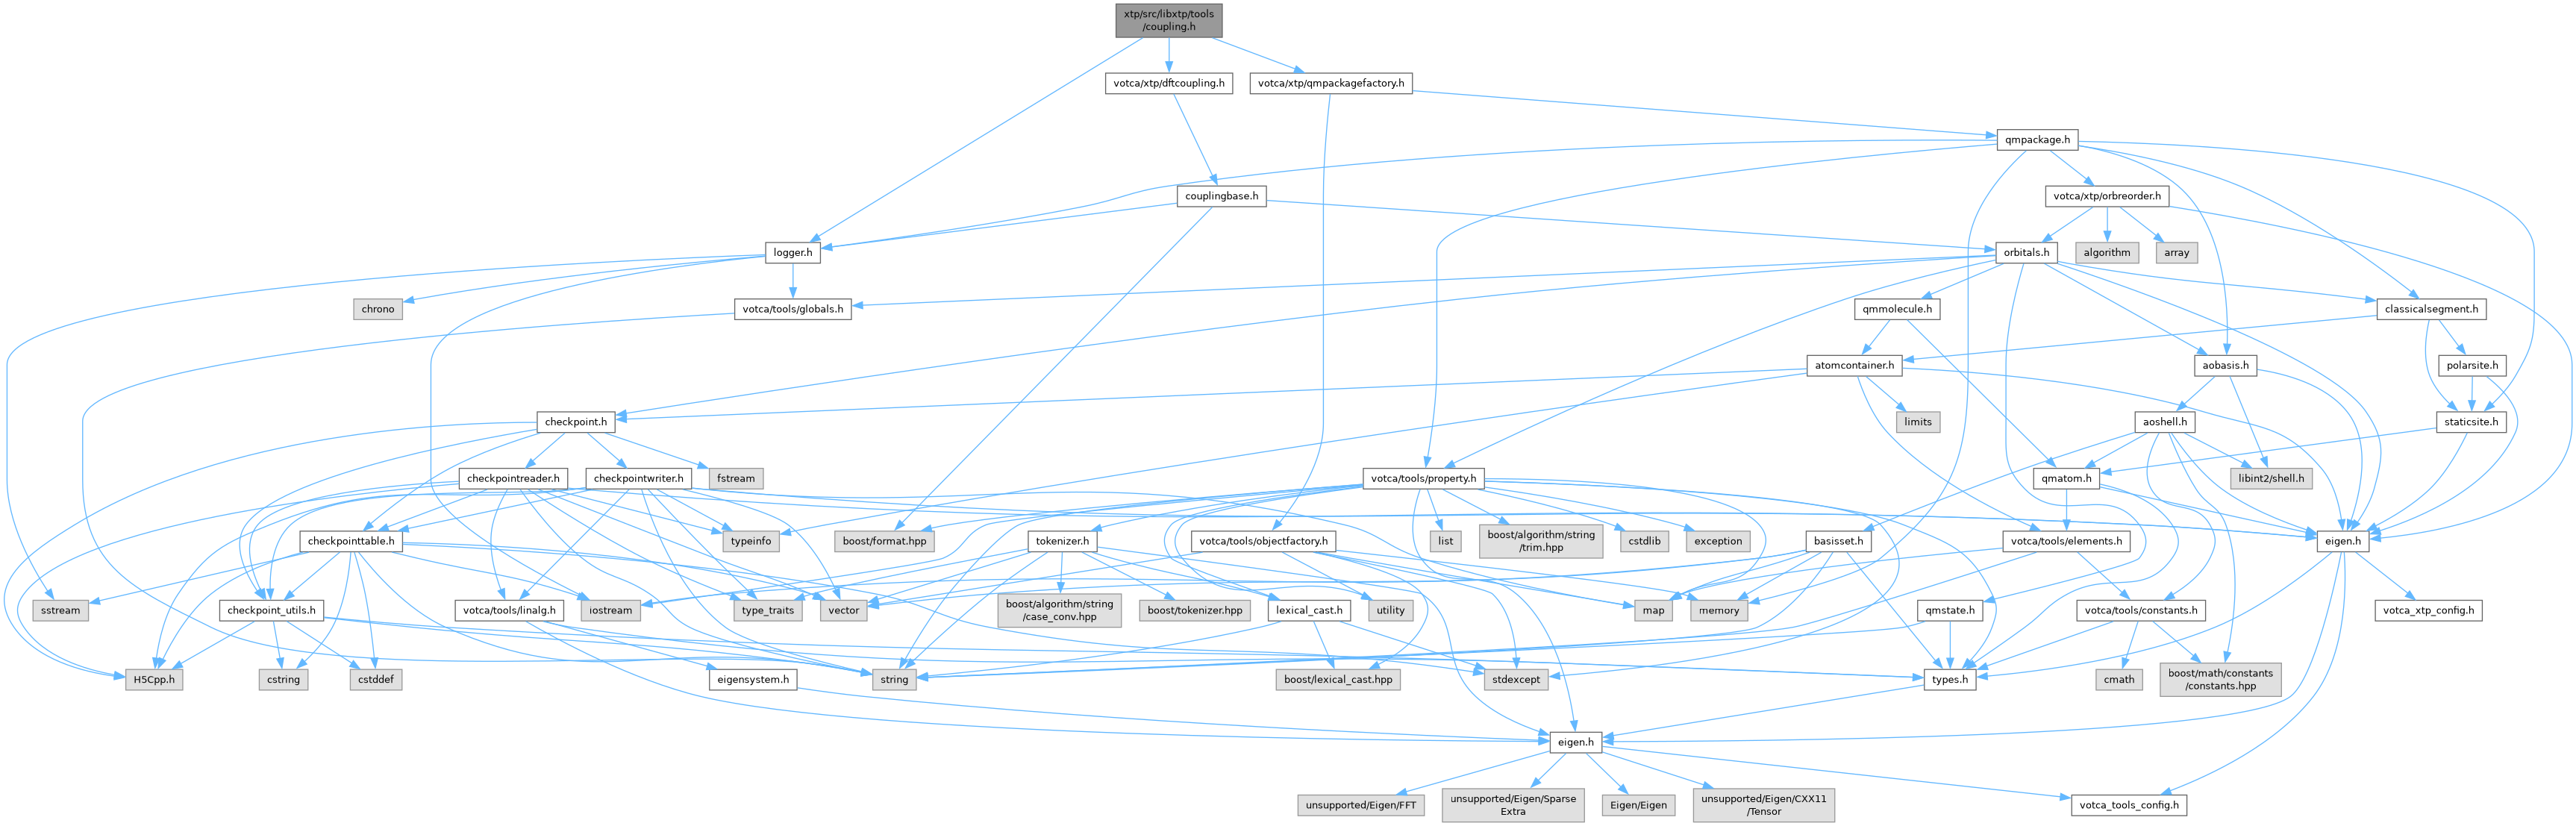 xtp/src/libxtp/tools
/coupling.h
votca/xtp/dftcoupling.h
votca/xtp/qmpackagefactory.h
qmpackage.h
couplingbase.h
votca/xtp/orbreorder.h
logger.h
orbitals.h
algorithm
array
chrono
votca/tools/globals.h
qmmolecule.h
classicalsegment.h
atomcontainer.h
aobasis.h
polarsite.h
checkpoint.h
limits
aoshell.h
staticsite.h
checkpointreader.h
checkpointwriter.h
fstream
votca/tools/property.h
qmatom.h
libint2/shell.h
checkpointtable.h
typeinfo
boost/format.hpp
tokenizer.h
votca/tools/objectfactory.h
list
boost/algorithm/string
/trim.hpp
cstdlib
exception
basisset.h
votca/tools/elements.h
eigen.h
sstream
checkpoint_utils.h
votca/tools/linalg.h
iostream
type_traits
vector
boost/algorithm/string
/case_conv.hpp
boost/tokenizer.hpp
lexical_cast.h
utility
map
memory
qmstate.h
votca/tools/constants.h
votca_xtp_config.h
H5Cpp.h
cstring
cstddef
eigensystem.h
string
boost/lexical_cast.hpp
stdexcept
types.h
cmath
boost/math/constants
/constants.hpp
eigen.h
unsupported/Eigen/FFT
unsupported/Eigen/Sparse
Extra
Eigen/Eigen
unsupported/Eigen/CXX11
/Tensor
votca_tools_config.h